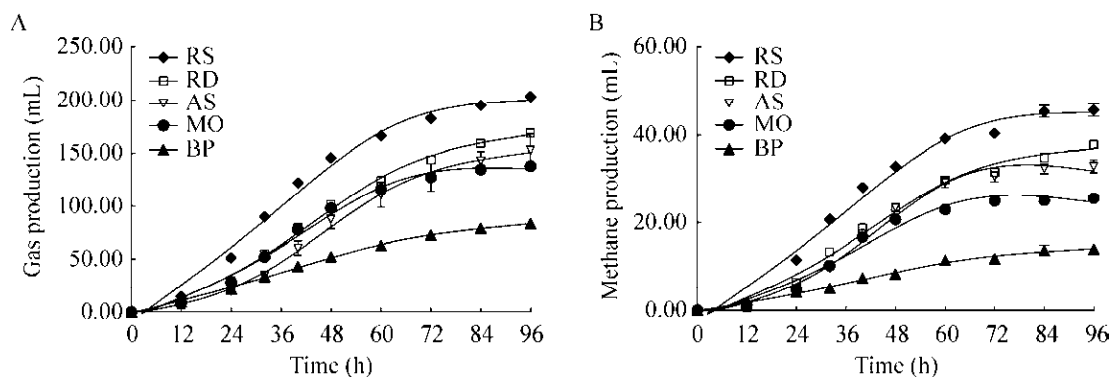 A
250.00
200.00
150.00
100.00
50.00
0.00
Gas production (mL)
RS
RD
AS
MO
BP
0 12 24 36 48 60 72 84 96
Time (h)
B
60.00
40.00
20.00
0.00
Methane production (mL)
RS
RD
AS
MO
BP
0 12 24 36 48 60 72 84 96
Time (h)